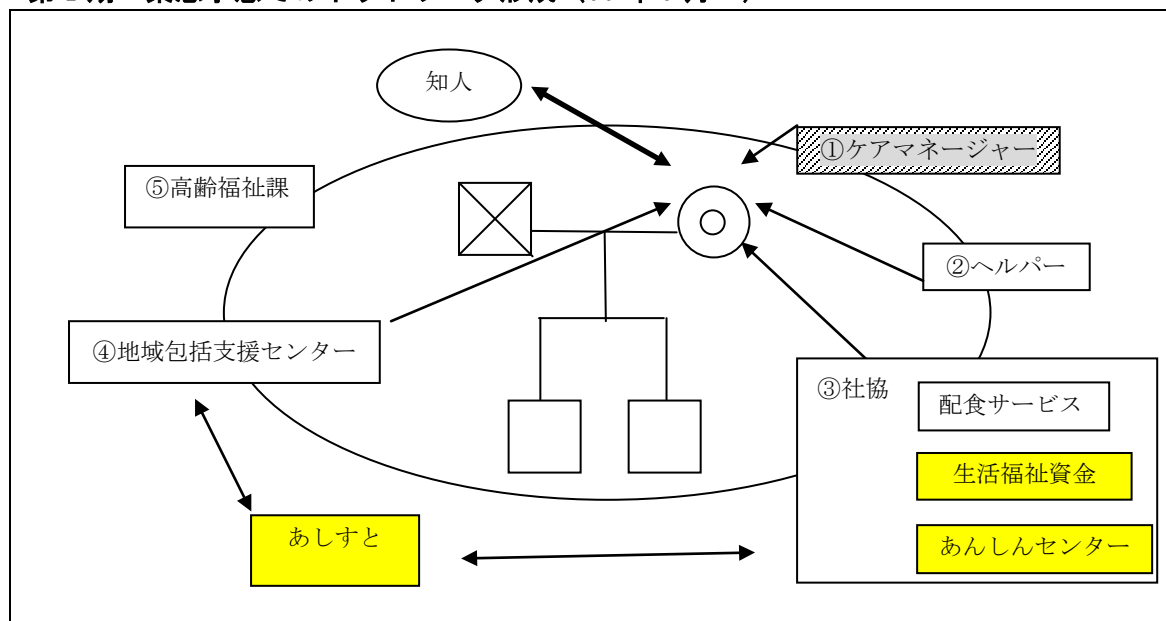 知人
①ケアマネージャー
⑤高齢福祉課
②ヘルパー
④地域包括支援センター
③社協
配食サービス
生活福祉資金
あしすと
あんしんセンター